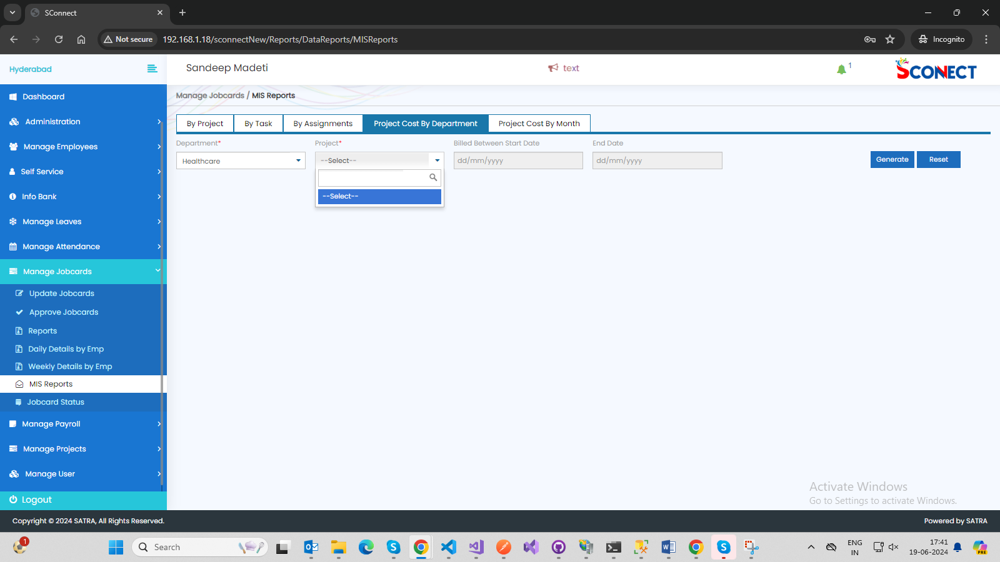 SConnect
Not secure
192.168.1.18/sconnectNew/Reports/DataReports/MISReports
Incognito
Hyderabad
Sandeep Madeti
text
1
SCONNECT
Dashboard
Administration
Manage Employees
Self Service
Info Bank
Manage Leaves
Manage Attendance
Manage Jobcards
Update Jobcards
Approve Jobcards
Reports
Daily Details by Emp
Weekly Details by Emp
MIS Reports
Jobcard Status
Manage Payroll
Manage Projects
Manage User
Logout
Manage Jobcards / MIS Reports
By Project
By Task
By Assignments
Project Cost By Department
Project Cost By Month
Department*
Project*
Billed Between Start Date
End Date
Healthcare
--Select--
dd/mm/yyyy
dd/mm/yyyy
Generate
Reset
--Select--
Activate Windows
Go to Settings to activate Windows.
Copyright © 2024 SATRA, All Rights Reserved.
Powered by SATRA
1
Search
ENG
IN
17:41
19-06-2024
PRE